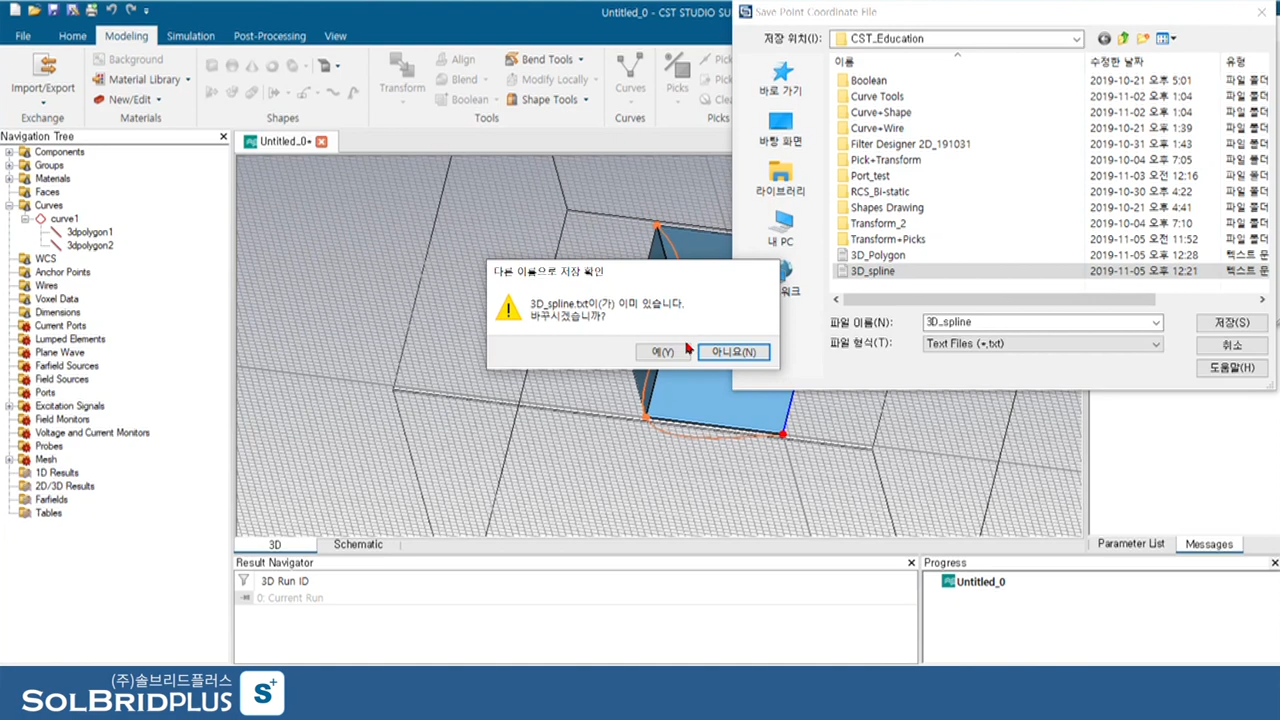 Untitled_0 - CST STUDIO SU
File
Home
Modeling
Simulation
Post-Processing
View
Import/Export
Exchange
Background
Material Library
New/Edit
Materials
Shapes
Transform
Align
Blend
Boolean
Bend Tools
Modify Locally
Shape Tools
Tools
Curves
Curves
Picks
Pick
Pick
Clea
Picks
Navigation Tree
Components
Groups
Materials
Faces
Curves
curve1
3dpolygon1
3dpolygon2
WCS
Anchor Points
Wires
Voxel Data
Dimensions
Current Ports
Lumped Elements
Plane Wave
Farfield Sources
Field Sources
Ports
Excitation Signals
Field Monitors
Voltage and Current Monitors
Probes
Mesh
1D Results
2D/3D Results
Farfields
Tables
Untitled_0*
Save Point Coordinate File
저장 위치(I):
CST_Education
바로 가기
바탕 화면
라이브러리
내 PC
워크
이름
수정한 날짜
유형
Boolean
2019-10-21 오후 5:01
파일 폴더
Curve Tools
2019-11-02 오후 1:04
파일 폴더
Curve+Shape
2019-11-02 오후 1:04
파일 폴더
Curve+Wire
2019-10-21 오후 1:39
파일 폴더
Filter Designer 2D_191031
2019-10-31 오후 1:43
파일 폴더
Pick+Transform
2019-10-04 오후 7:05
파일 폴더
Port_test
2019-11-03 오전 12:16
파일 폴더
RCS_Bi-static
2019-10-30 오후 4:22
파일 폴더
Shapes Drawing
2019-10-21 오후 4:41
파일 폴더
Transform_2
2019-10-04 오후 7:10
파일 폴더
Transform+Picks
2019-11-05 오전 11:52
파일 폴더
3D_Polygon
2019-11-05 오후 12:28
텍스트 문
3D_spline
2019-11-05 오후 12:21
텍스트 문
파일 이름(N):
3D_spline
저장(S)
파일 형식(T):
Text Files (*,txt)
취소
도움말(H)
다른 이름으로 저장 확인
3D_spline.txt이(가) 이미 있습니다.
바꾸시겠습니까?
예(Y)
아니요(N)
3D
Schematic
Parameter List
Messages
Result Navigator
3D Run ID
0: Current Run
Progress
Untitled_0
(주)솔브리드플러스
SOLBRIDPLUS
S+